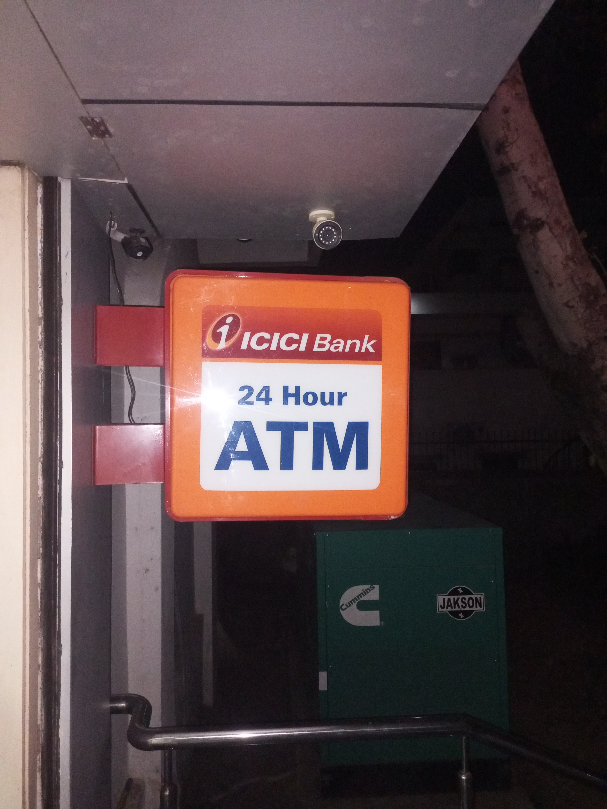 i ICICI Bank
24 Hour
ATM
Cummins
JAKSON